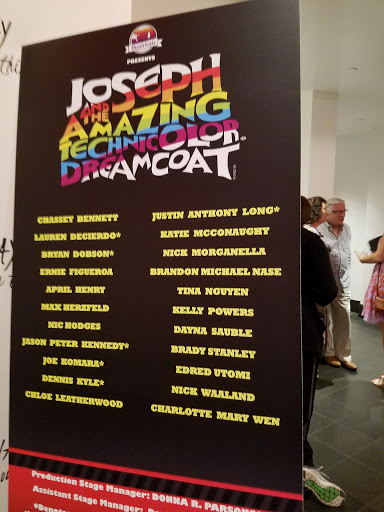 PRESENTS
JOSEPH
AND THE
AMAZING
TECHNICOLOR
DREAMCOAT
CHASSEY BENNETT
LAUREN DECIERDO*
BRYAN DOBSON*
ERNIE FIGUEROA
APRIL HENRY
MAX HERZFELD
NIC HODGES
JASON PETER KENNEDY*
JOE KOMARA*
DENNIS KYLE*
CHLOE LEATHERWOOD
JUSTIN ANTHONY LONG*
KATIE MCCONAUGHY
NICK MORGANELLA
BRANDON MICHAEL NASE
TINA NGUYEN
KELLY POWERS
DAYNA SAUBLE
BRADY STANLEY
EDRED UTOMI
NICK WAALAND
CHARLOTTE MARY WEN
Production Stage Manager: DONNA R. PARSONS
Assistant Stage Manager: